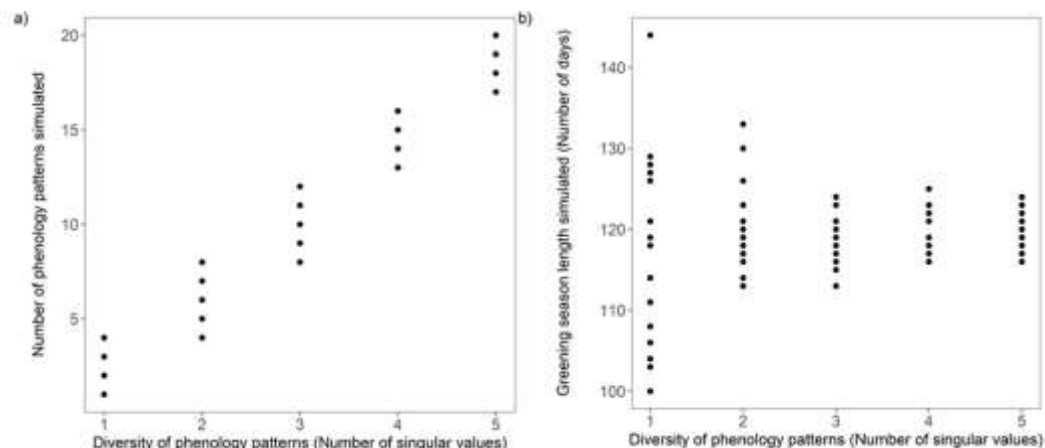 a)
Number of phenology patterns simulated
20
15
10
5
1 2 3 4 5
Diversity of phenology patterns (Number of singular values)
b)
Greening season length simulated (Number of days)
140
130
120
110
100
1 2 3 4 5
Diversity of phenology patterns (Number of singular values)